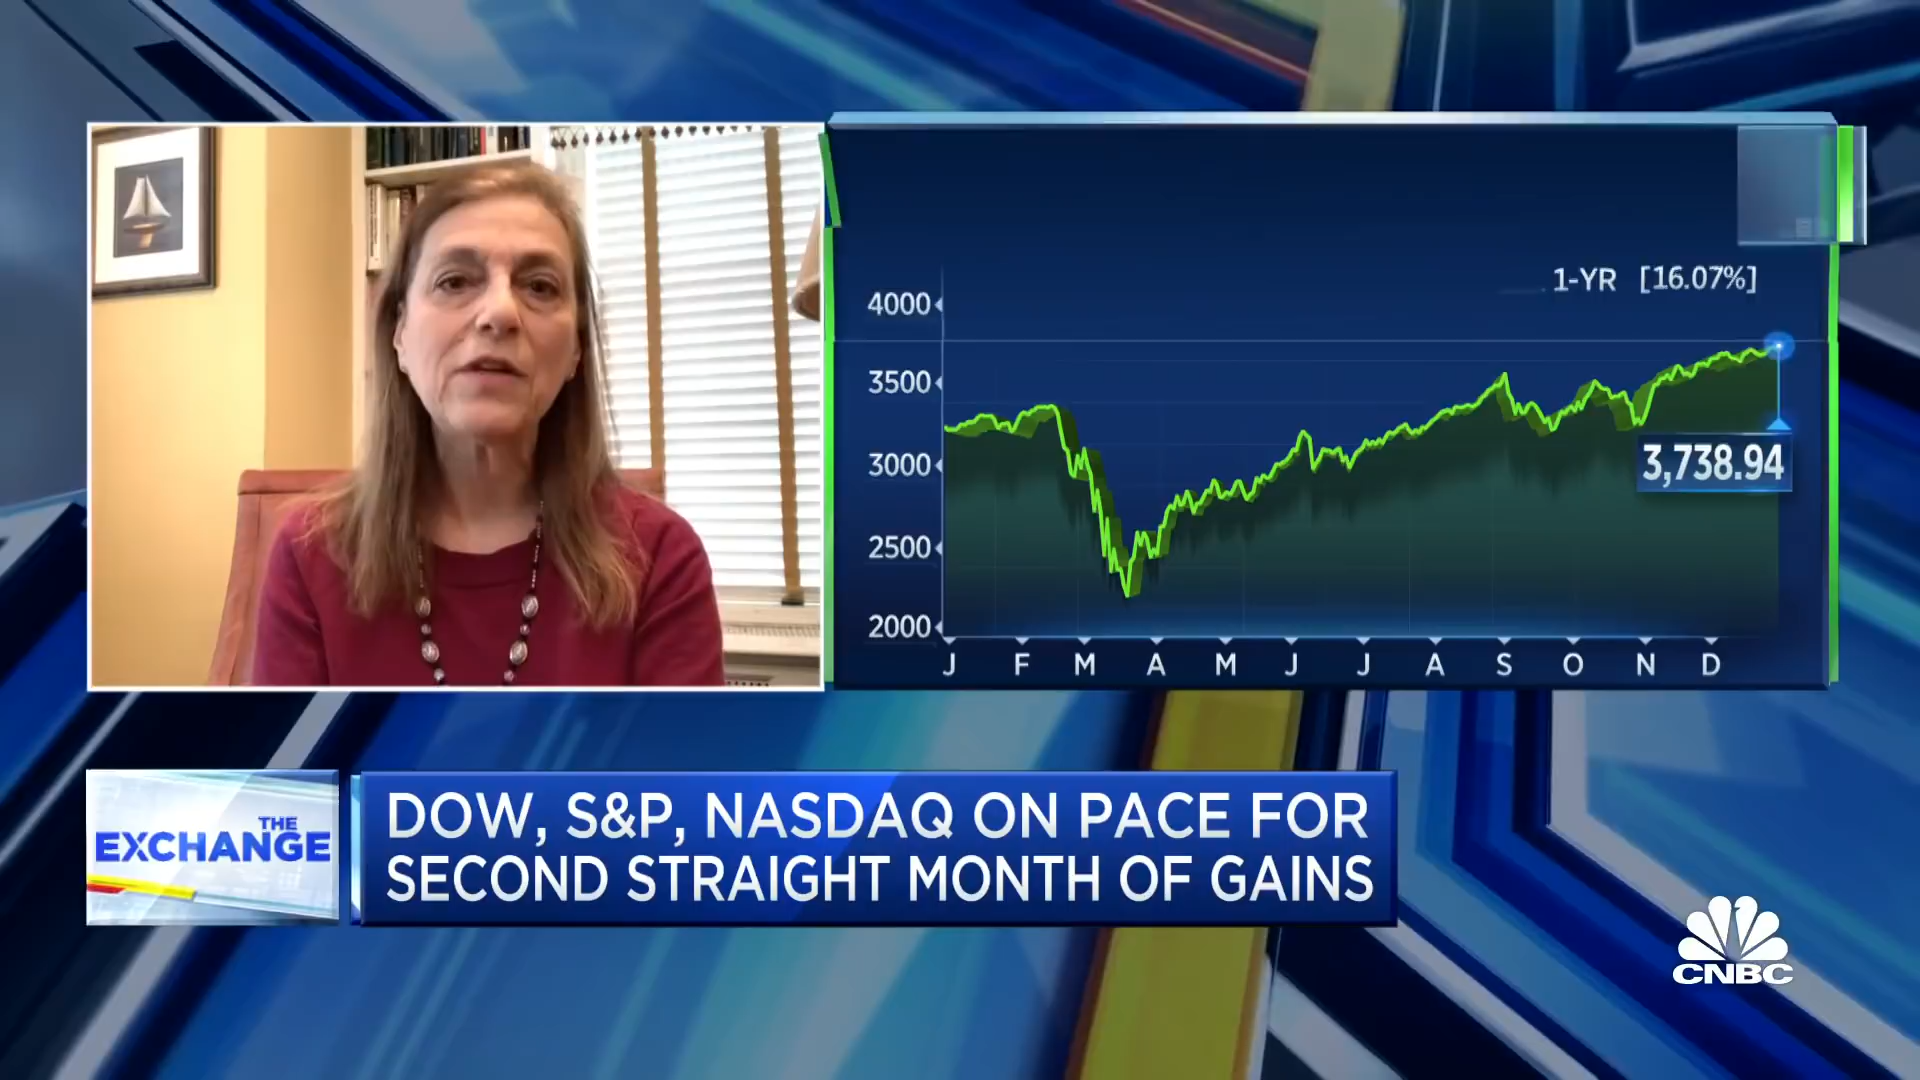 1-YR [16.07%]
4000
3500
3000
2500
2000
3,738.94
J F M A M J J A S O N D
THE
EXCHANGE
DOW, S&P, NASDAQ ON PACE FOR
SECOND STRAIGHT MONTH OF GAINS
CNBC